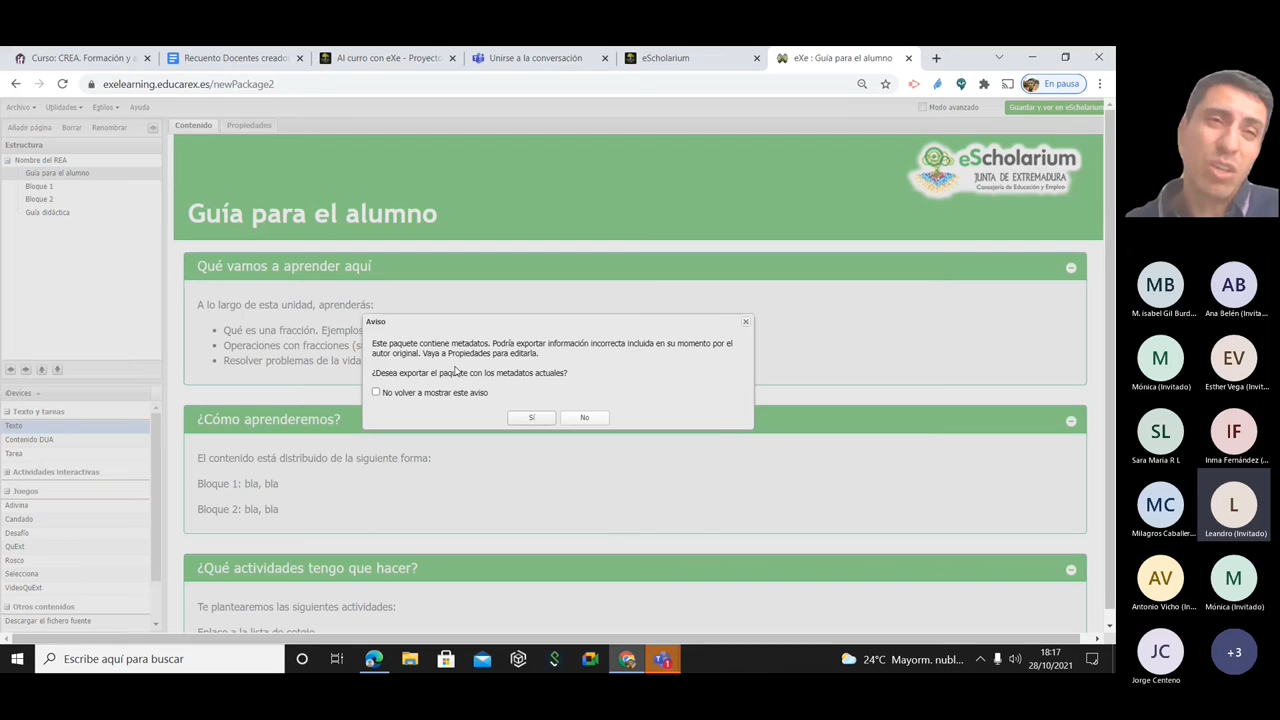 Curso: CREA. Formación y a
Recuento Docentes creador
Al curro con eXe - Proyecto
Unirse a la conversación
eScholarium
eXe : Guía para el alumno
exelearning.educarex.es/newPackage2
En pausa
Archivo
Utilidades
Estilos
Ayuda
Modo avanzado
Guardar y ver en eScholarium
Añadir página
Borrar
Renombrar
Contenido
Propiedades
Estructura
Nombre del REA
Guía para el alumno
Bloque 1
Bloque 2
Guía didáctica
eScholarium
JUNTA DE EXTREMADURA
Consejería de Educación y Empleo
Guía para el alumno
Qué vamos a aprender aquí
A lo largo de esta unidad, aprenderás:
Qué es una fracción. Ejemplos
Operaciones con fracciones (s
Resolver problemas de la vida
Aviso
Este paquete contiene metadatos. Podría exportar información incorrecta incluida en su momento por el
autor original. Vaya a Propiedades para editarla.
¿Desea exportar el paquete con los metadatos actuales?
No volver a mostrar este aviso
Sí
No
¿Cómo aprenderemos?
El contenido está distribuido de la siguiente forma:
Bloque 1: bla, bla
Bloque 2: bla, bla
¿Qué actividades tengo que hacer?
Te plantearemos las siguientes actividades:
Enlace a la lista de cotejo
iDevices
Texto y tareas
Texto
Contenido DUA
Tarea
Actividades interactivas
Juegos
Adivina
Candado
Desafío
QuExt
Rosco
Selecciona
VideoQuExt
Otros contenidos
Descargar el fichero fuente
Escribe aquí para buscar
24°C Mayorm. nubl...
18:17
28/10/2021
MB
M. isabel Gil Burd...
AB
Ana Belén (Invita...
M
Mónica (Invitado)
EV
Esther Vega (Invit...
SL
Sara Maria R L
IF
Inma Fernández (...
MC
Milagros Caballer...
L
Leandro (Invitado)
AV
Antonio Vicho (In...
M
Mónica (Invitado)
JC
Jorge Centeno
+3